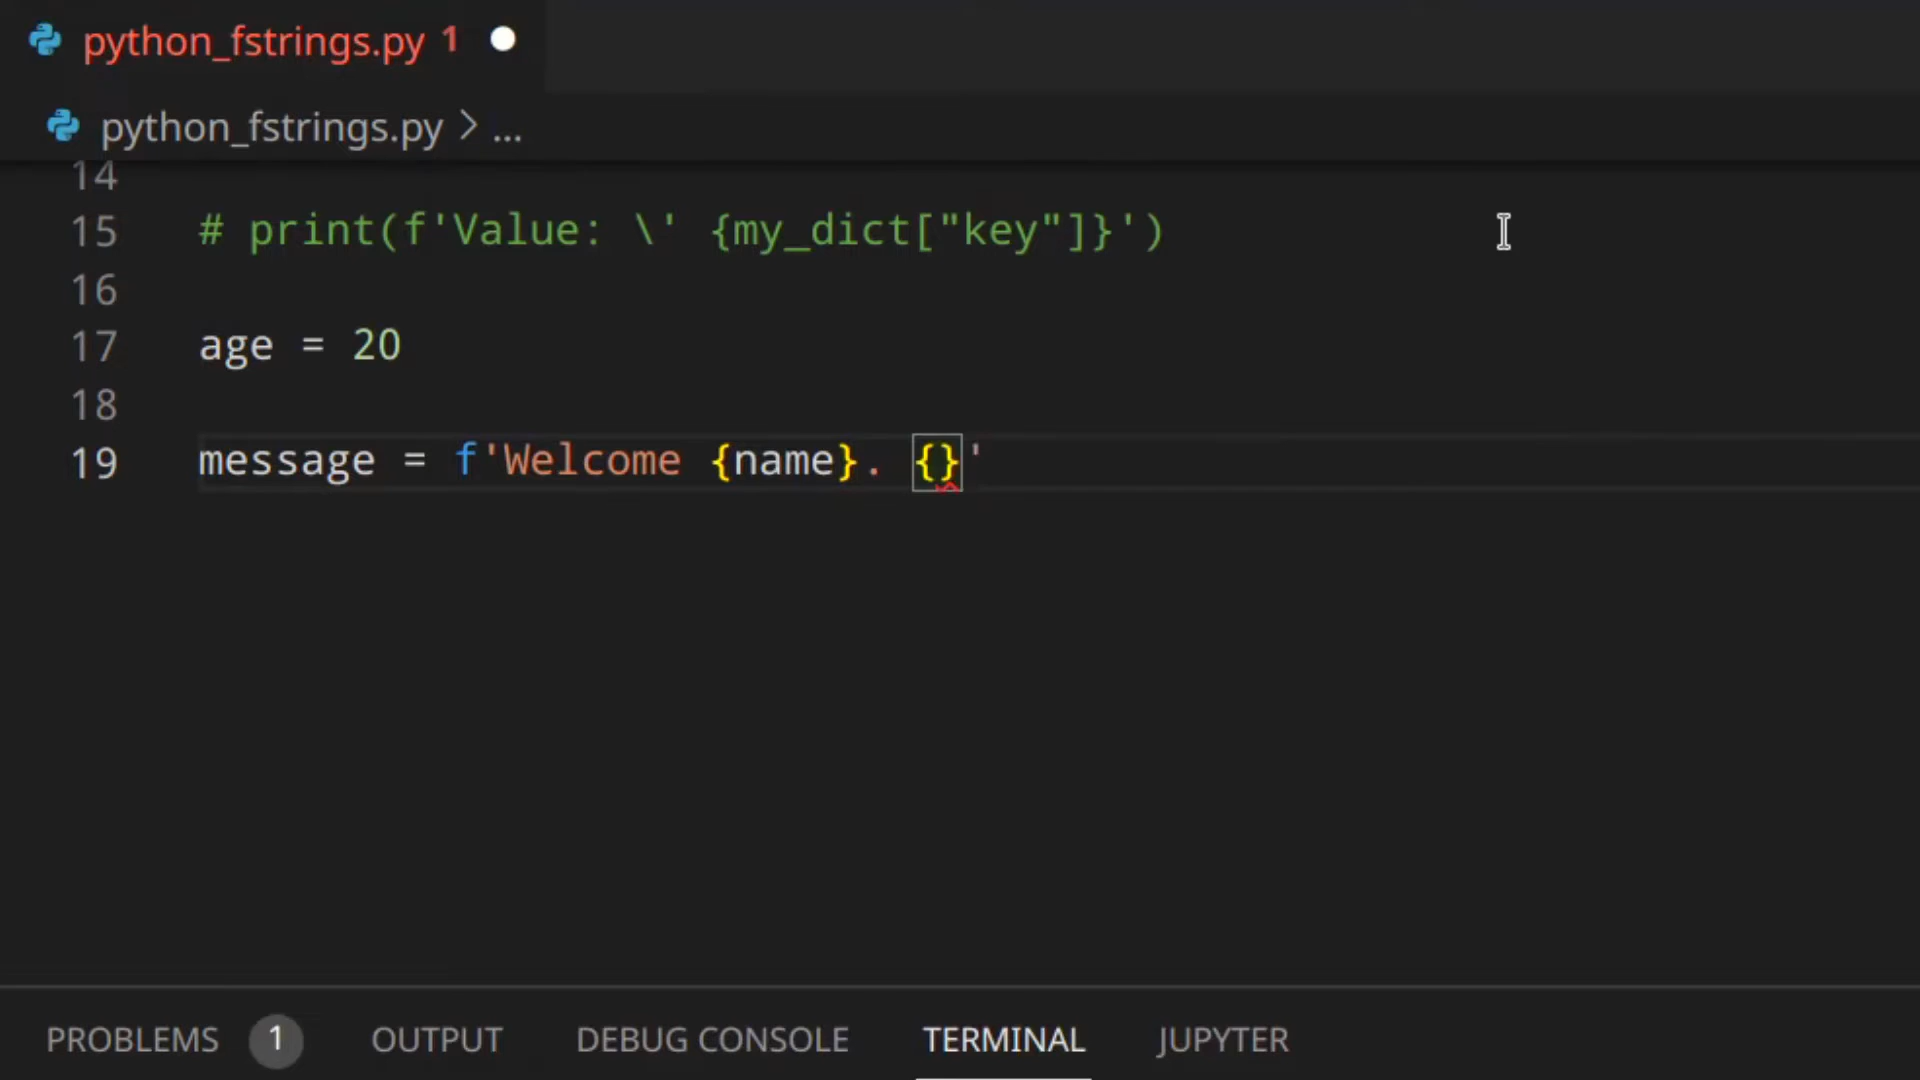 python_fstrings.py 1
python_fstrings.py > ...
14
15 # print(f'Value: \' {my_dict["key"]}')
16
17 age = 20
18
19 message = f'Welcome {name}. {}'
PROBLEMS 1 OUTPUT DEBUG CONSOLE TERMINAL JUPYTER